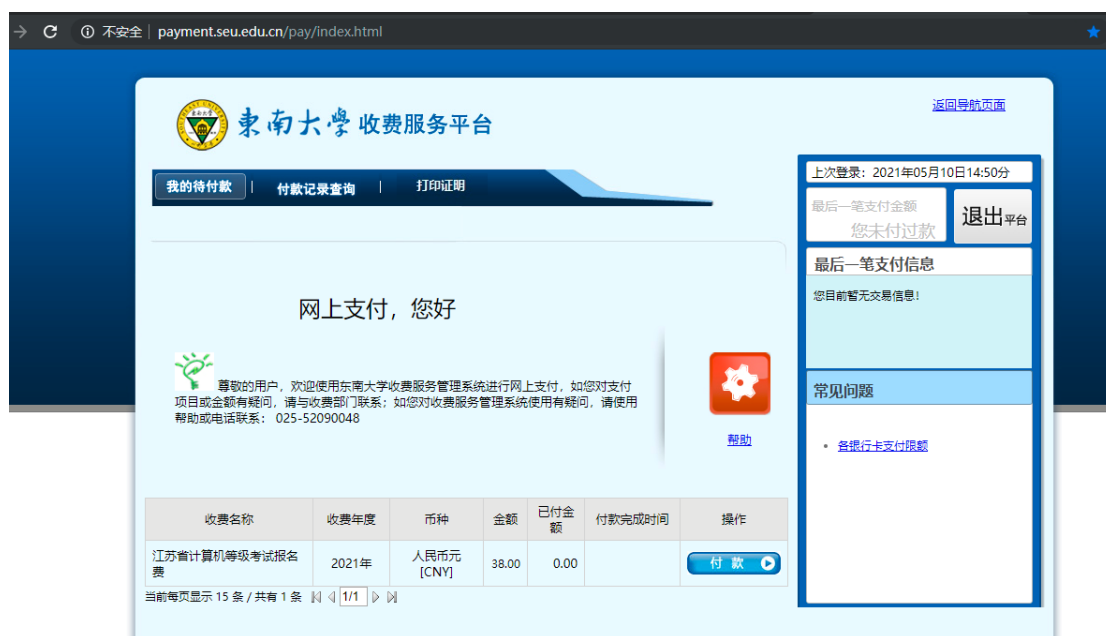 不安全 | payment.seu.edu.cn/pay/index.html
返回导航页面
東南大學 收费服务平台
我的待付款 | 付款记录查询 | 打印证明
上次登录：2021年05月10日14:50分
最后一笔支付金额
您未付过款
退出平台
最后一笔支付信息
您目前暂无交易信息！
网上支付，您好
尊敬的用户，欢迎使用东南大学收费服务管理系统进行网上支付，如您对支付
项目或金额有疑问，请与收费部门联系；如您对收费服务管理系统使用有疑问，请使用
帮助或电话联系： 025-52090048
帮助
常见问题
各银行卡支付限额
收费名称 收费年度 币种 金额 已付金额 付款完成时间 操作
江苏省计算机等级考试报名费 2021年 人民币元[CNY] 38.00 0.00 付 款
当前每页显示 15 条 / 共有 1 条 1/1